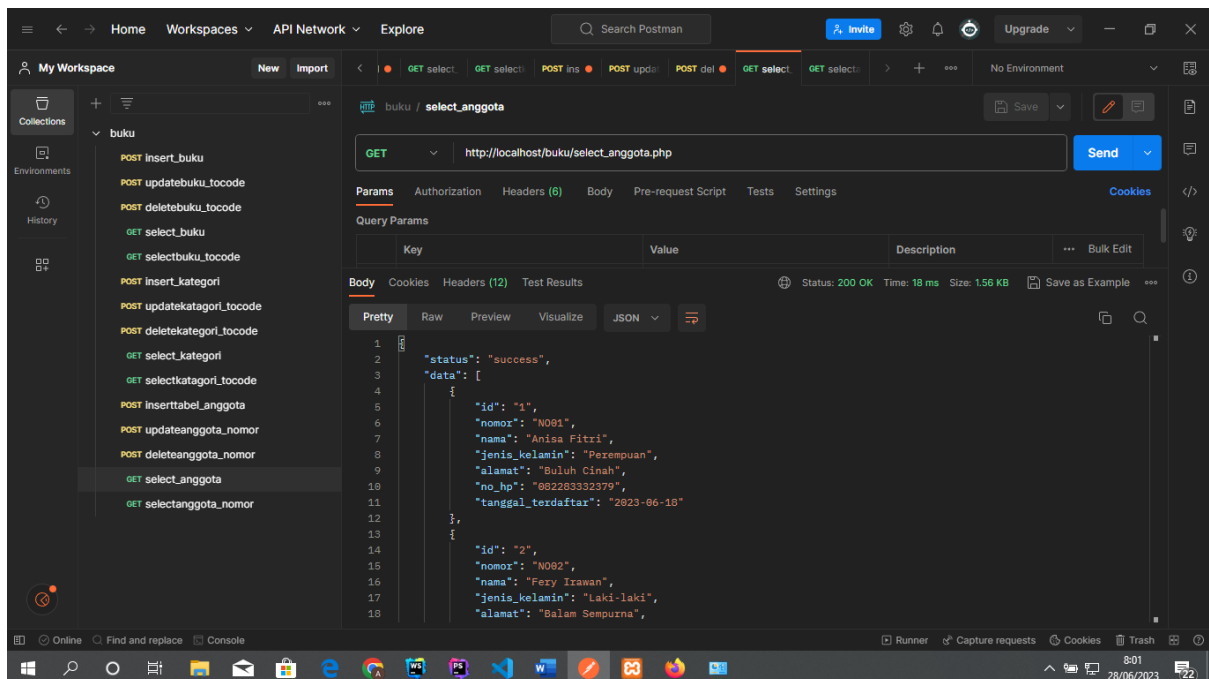 Home Workspaces API Network Explore Search Postman Invite Upgrade
My Workspace New Import GET select_ GET select POST ins POST updat POST del GET select_ GET selecta No Environment
Collections
Environments
History
buku
POST insert_buku
POST updatebuku_tocode
POST deletebuku_tocode
GET select_buku
GET selectbuku_tocode
POST insert_kategori
POST updatekatagori_tocode
POST deletekategori_tocode
GET select_kategori
GET selectkatagori_tocode
POST inserttabel_anggota
POST updateanggota_nomor
POST deleteanggota_nomor
GET select_anggota
GET selectanggota_nomor
HTTP buku / select_anggota Save
GET http://localhost/buku/select_anggota.php Send
Params Authorization Headers (6) Body Pre-request Script Tests Settings Cookies
Query Params
Key Value Description Bulk Edit
Body Cookies Headers (12) Test Results Status: 200 OK Time: 18 ms Size: 1.56 KB Save as Example
Pretty Raw Preview Visualize JSON
1 {
2 "status": "success",
3 "data": [
4 {
5 "id": "1",
6 "nomor": "NO01",
7 "nama": "Anisa Fitri",
8 "jenis_kelamin": "Perempuan",
9 "alamat": "Buluh Cinah",
10 "no_hp": "082283332379",
11 "tanggal_terdaftar": "2023-06-18"
12 },
13 {
14 "id": "2",
15 "nomor": "NO02",
16 "nama": "Fery Irawan",
17 "jenis_kelamin": "Laki-laki",
18 "alamat": "Balam Sempurna",
Online Find and replace Console Runner Capture requests Cookies Trash
8:01
28/06/2023
22